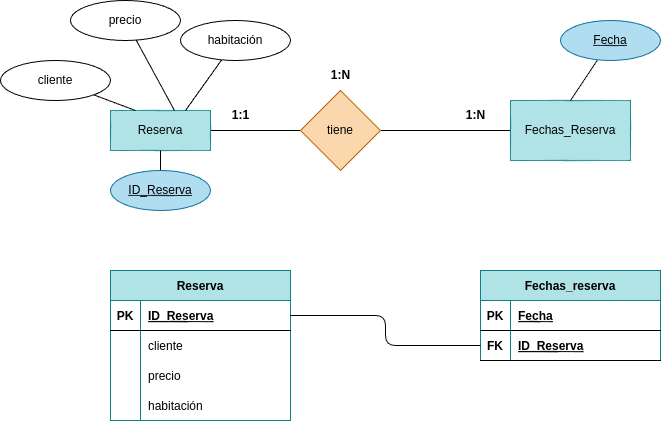 precio
habitación
Fecha
cliente
1:N
1:1
1:N
Reserva
tiene
Fechas_Reserva
ID_Reserva
Reserva
PK ID_Reserva
cliente
precio
habitación
Fechas_reserva
PK Fecha
FK ID_Reserva